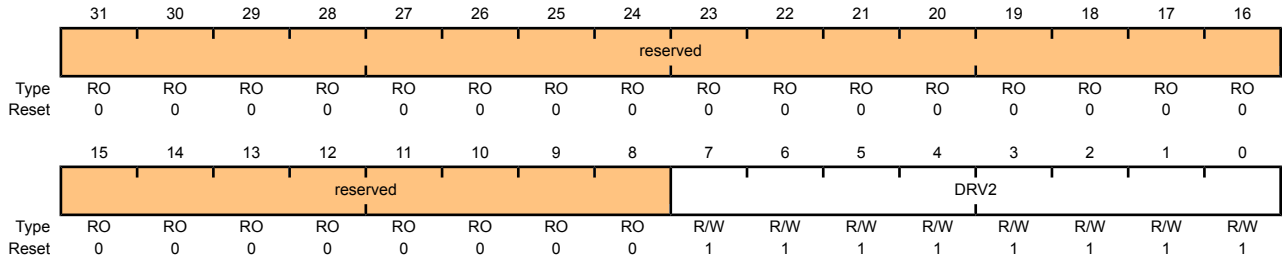 31 30 29 28 27 26 25 24 23 22 21 20 19 18 17 16
reserved
Type RO RO RO RO RO RO RO RO RO RO RO RO RO RO RO RO
Reset 0 0 0 0 0 0 0 0 0 0 0 0 0 0 0 0
15 14 13 12 11 10 9 8 7 6 5 4 3 2 1 0
reserved DRV2
Type RO RO RO RO RO RO RO RO R/W R/W R/W R/W R/W R/W R/W R/W
Reset 0 0 0 0 0 0 0 0 1 1 1 1 1 1 1 1